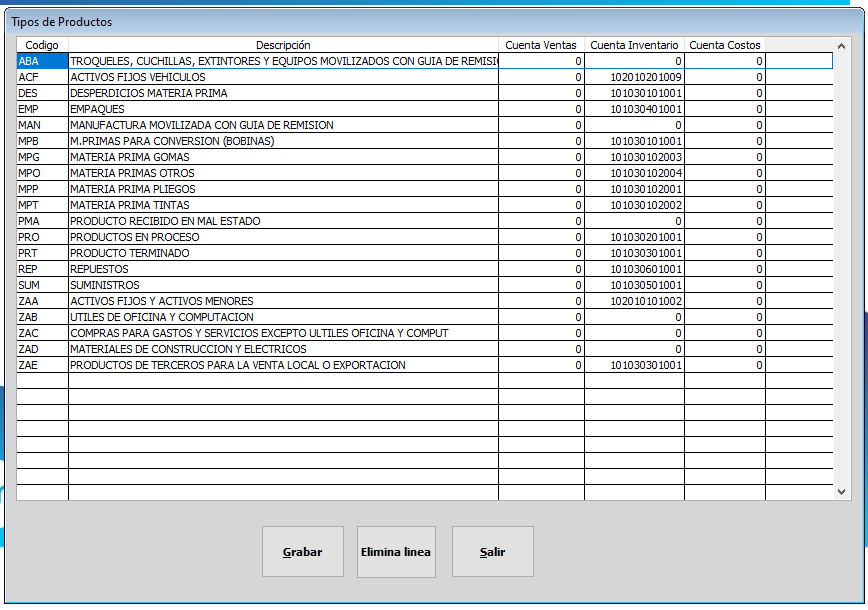 Tipos de Productos
Codigo Descripción Cuenta Ventas Cuenta Inventario Cuenta Costos
ABA TROQUELES, CUCHILLAS, EXTINTORES Y EQUIPOS MOVILIZADOS CON GUIA DE REMISI 0 0 0
ACF ACTIVOS FIJOS VEHICULOS 0 102010201009 0
DES DESPERDICIOS MATERIA PRIMA 0 101030101001 0
EMP EMPAQUES 0 101030401001 0
MAN MANUFACTURA MOVILIZADA CON GUIA DE REMISION 0 0 0
MPB M.PRIMAS PARA CONVERSION (BOBINAS) 0 101030101001 0
MPG MATERIA PRIMA GOMAS 0 101030102003 0
MPO MATERIA PRIMAS OTROS 0 101030102004 0
MPP MATERIA PRIMA PLIEGOS 0 101030102001 0
MPT MATERIA PRIMA TINTAS 0 101030102002 0
PMA PRODUCTO RECIBIDO EN MAL ESTADO 0 0 0
PRO PRODUCTOS EN PROCESO 0 101030201001 0
PRT PRODUCTO TERMINADO 0 101030301001 0
REP REPUESTOS 0 101030601001 0
SUM SUMINISTROS 0 101030501001 0
ZAA ACTIVOS FIJOS Y ACTIVOS MENORES 0 102010101002 0
ZAB UTILES DE OFICINA Y COMPUTACION 0 0 0
ZAC COMPRAS PARA GASTOS Y SERVICIOS EXCEPTO ULTILES OFICINA Y COMPUT 0 0 0
ZAD MATERIALES DE CONSTRUCCION Y ELECTRICOS 0 0 0
ZAE PRODUCTOS DE TERCEROS PARA LA VENTA LOCAL O EXPORTACION 0 101030301001 0
Grabar Elimina linea Salir